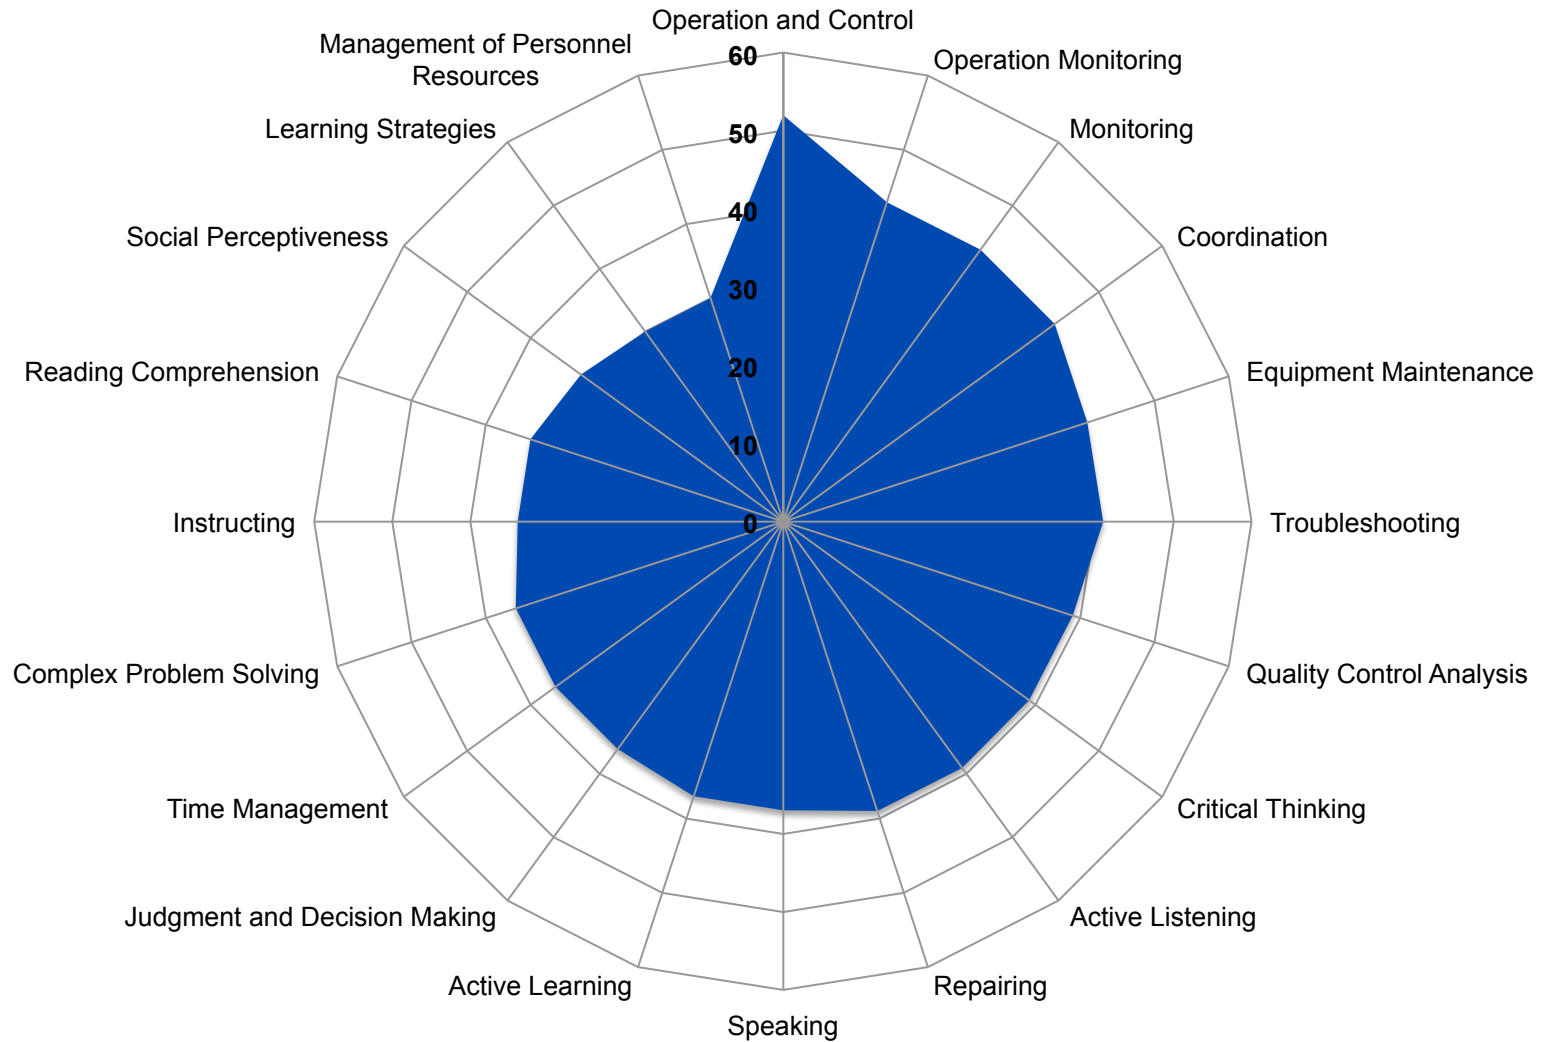 Operation and Control
Operation Monitoring
Monitoring
Coordination
Equipment Maintenance
Troubleshooting
Quality Control Analysis
Critical Thinking
Active Listening
Repairing
Speaking
Active Learning
Judgment and Decision Making
Time Management
Complex Problem Solving
Instructing
Reading Comprehension
Social Perceptiveness
Learning Strategies
Management of Personnel
Resources
60
50
40
30
20
10
0